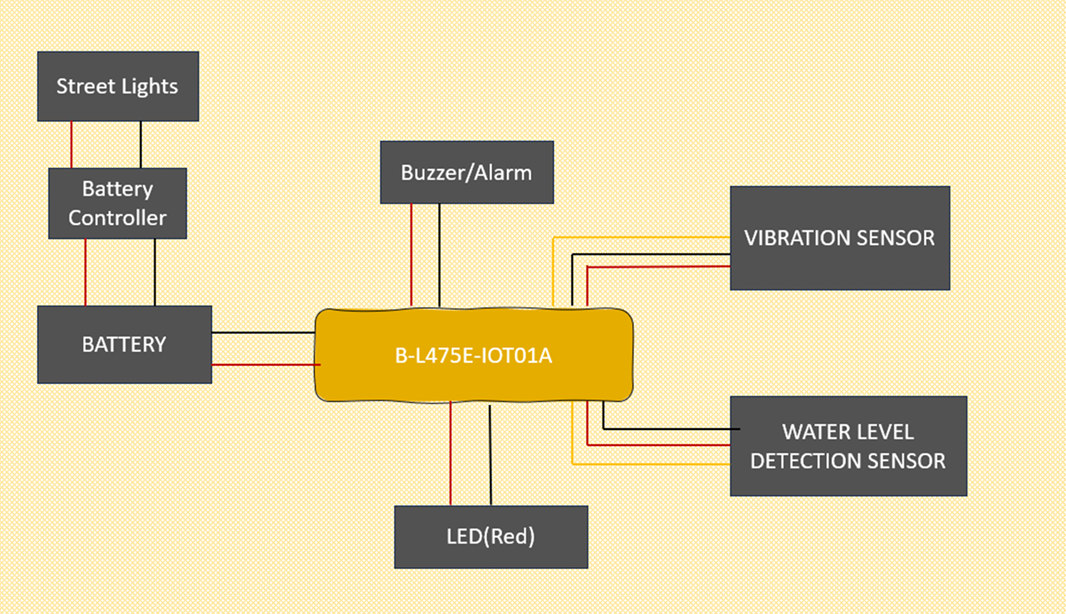 Street Lights
Battery
Controller
BATTERY
Buzzer/Alarm
B-L475E-IOT01A
LED(Red)
VIBRATION SENSOR
WATER LEVEL
DETECTION SENSOR